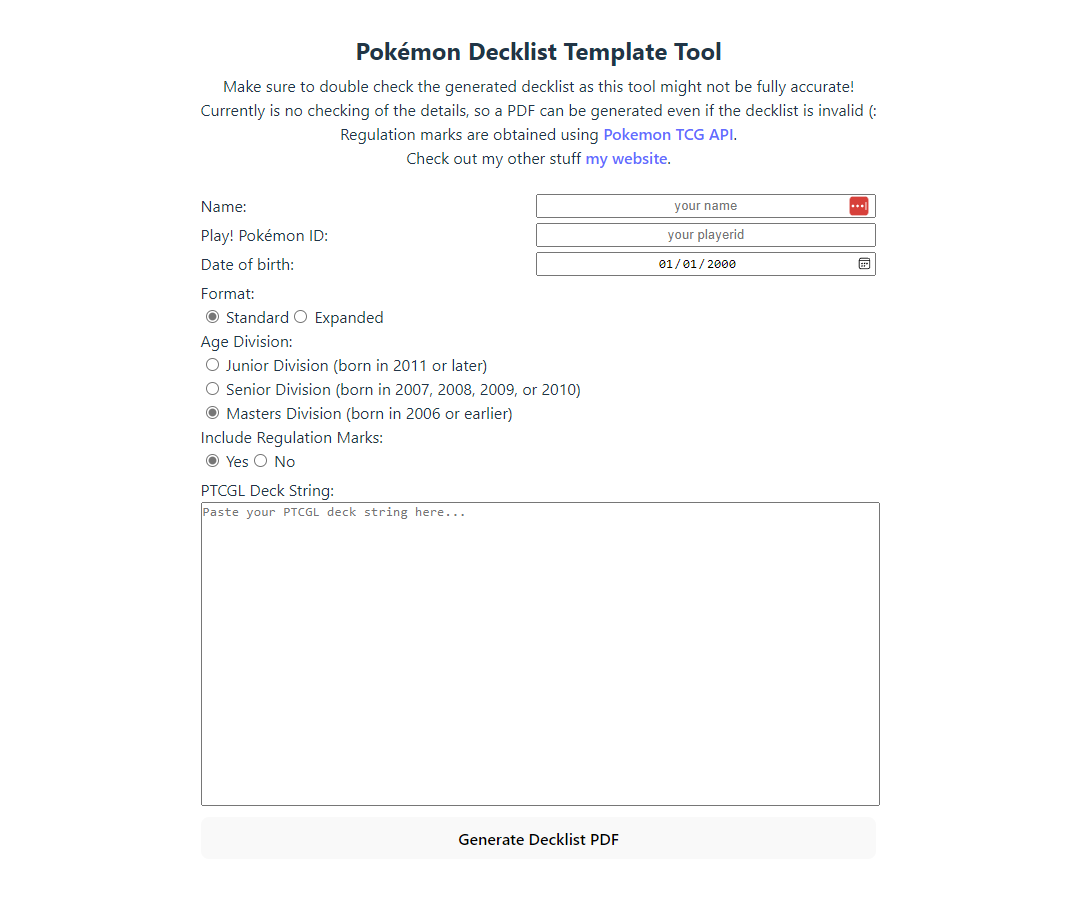 Pokémon Decklist Template Tool
Make sure to double check the generated decklist as this tool might not be fully accurate!
Currently is no checking of the details, so a PDF can be generated even if the decklist is invalid (:
Regulation marks are obtained using Pokemon TCG API.
Check out my other stuff my website.
Name: your name
Play! Pokémon ID: your playerid
Date of birth: 01/01/2000
Format:
Standard Expanded
Age Division:
Junior Division (born in 2011 or later)
Senior Division (born in 2007, 2008, 2009, or 2010)
Masters Division (born in 2006 or earlier)
Include Regulation Marks:
Yes No
PTCGL Deck String:
Paste your PTCGL deck string here...
Generate Decklist PDF